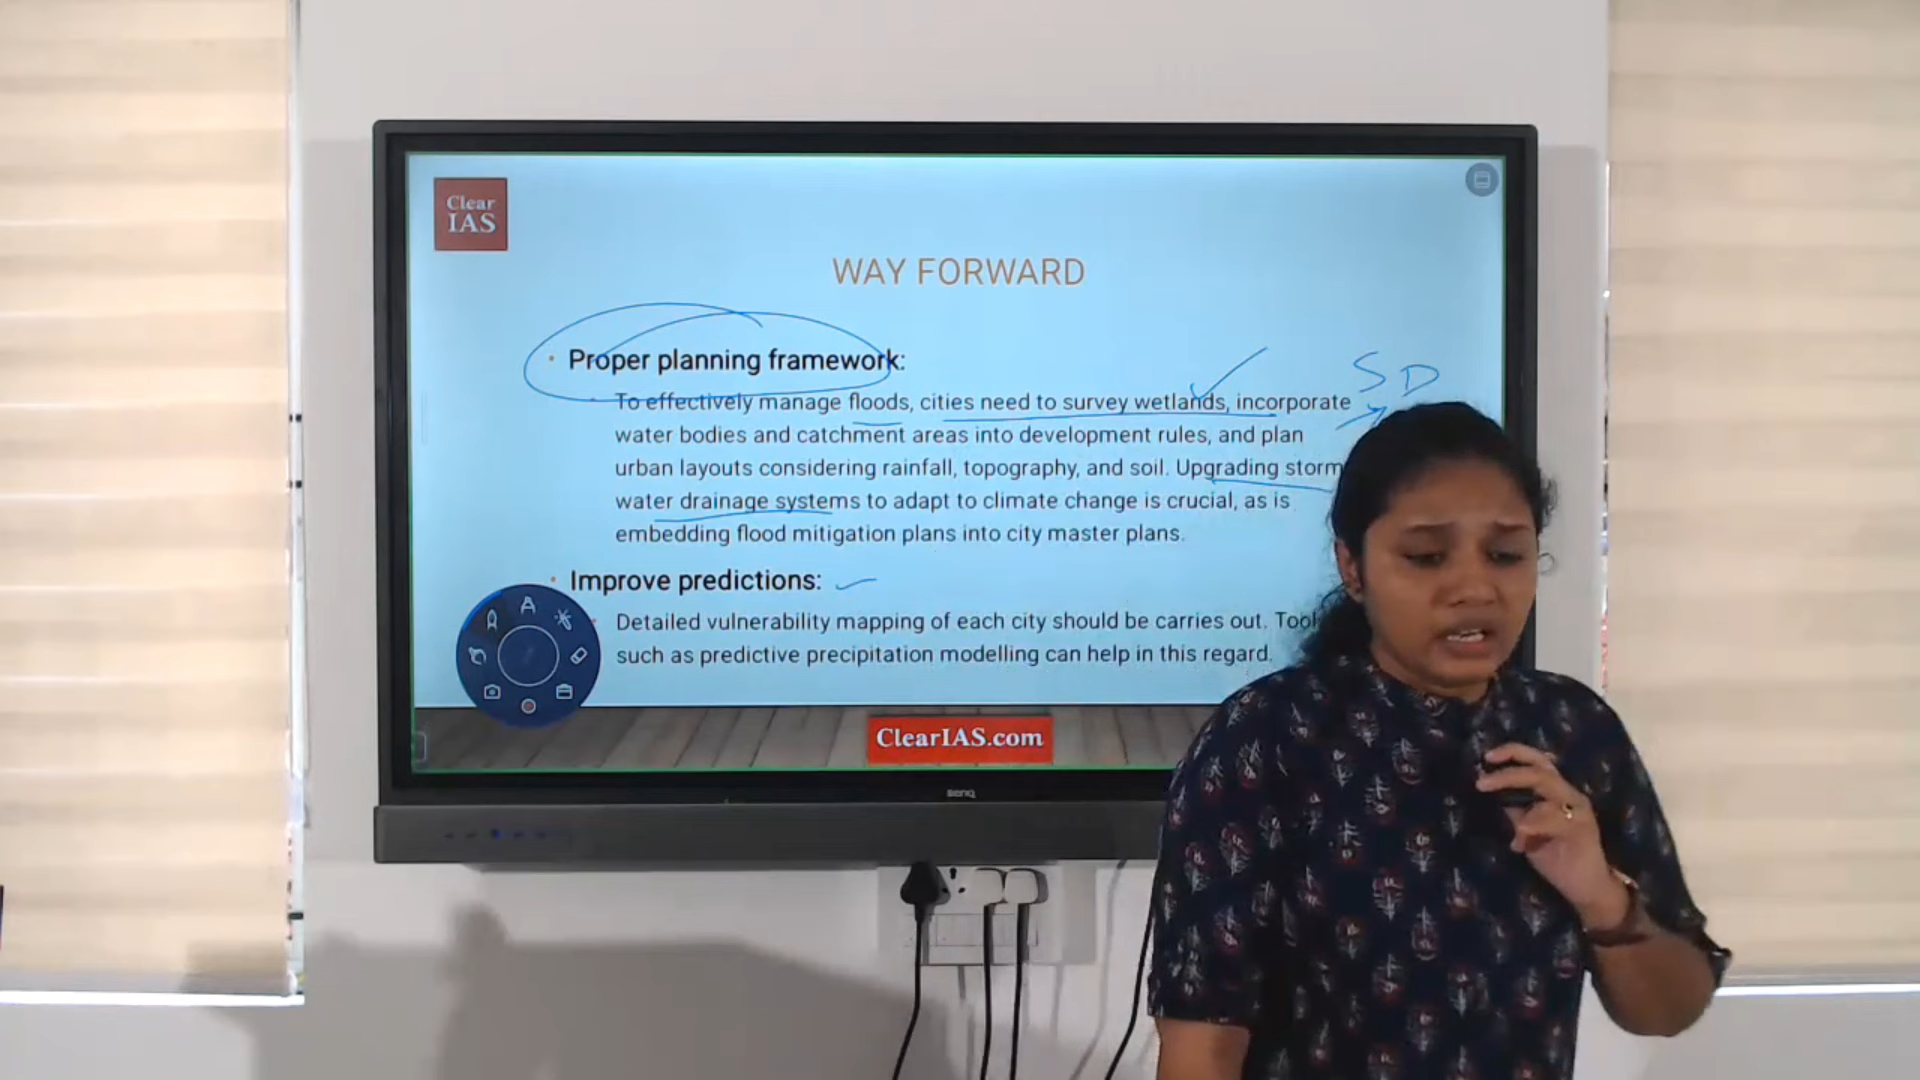 Clear
IAS
WAY FORWARD
Proper planning framework:
To effectively manage floods, cities need to survey wetlands, incorporate
water bodies and catchment areas into development rules, and plan
urban layouts considering rainfall, topography, and soil. Upgrading storm
water drainage systems to adapt to climate change is crucial, as is
embedding flood mitigation plans into city master plans.
SD
Improve predictions:
Detailed vulnerability mapping of each city should be carried out.
such as predictive precipitation modelling can help in this regard.
ClearIAS.com
BenQ